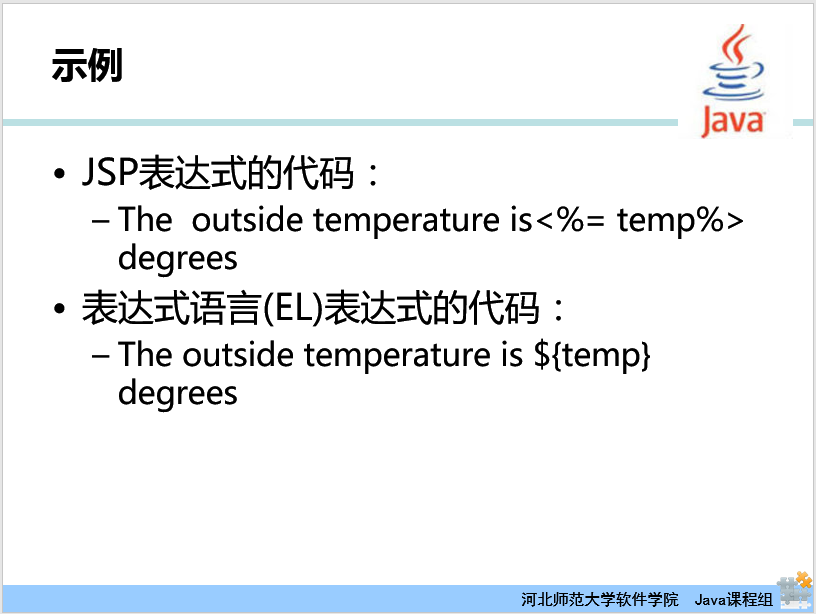 示例
Java
• JSP表达式的代码：
– The  outside temperature is<%= temp%>
degrees
• 表达式语言(EL)表达式的代码：
– The outside temperature is ${temp}
degrees
河北师范大学软件学院 Java课程组